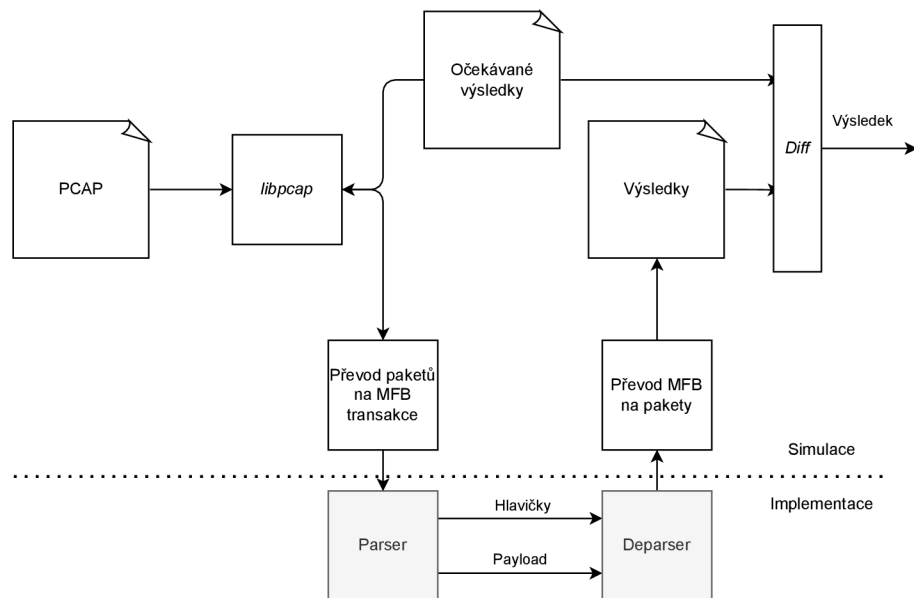 Očekávané
výsledky
Výsledek
PCAP
libpcap
Výsledky
Diff
Převod paketů
na MFB
transakce
Převod MFB
na pakety
Simulace
Implementace
Hlavičky
Parser
Deparser
Payload